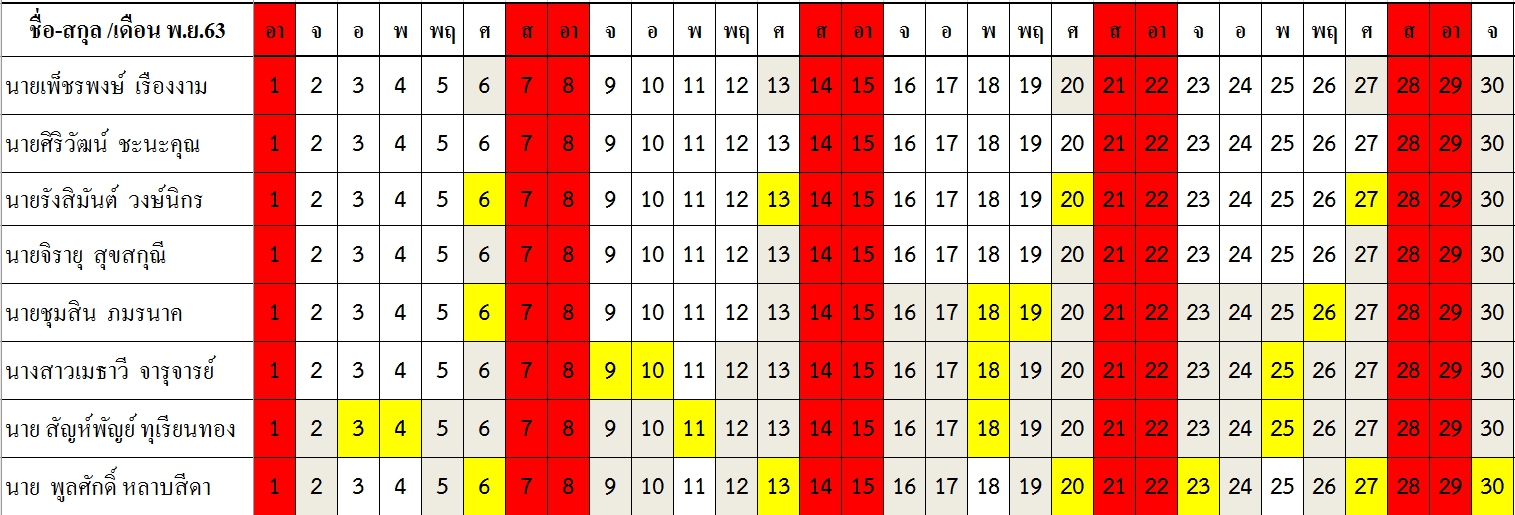 ชื่อ-สกุล /เดือน พ.ย.63 อา จ อ พ พฤ ศ ส อา จ อ พ พฤ ศ ส อา จ อ พ พฤ ศ ส อา จ อ พ พฤ ศ ส อา จ
นายเพ็ชรพงษ์ เรืองงาม 1 2 3 4 5 6 7 8 9 10 11 12 13 14 15 16 17 18 19 20 21 22 23 24 25 26 27 28 29 30
นายศิริวัฒน์ ชะนะคุณ 1 2 3 4 5 6 7 8 9 10 11 12 13 14 15 16 17 18 19 20 21 22 23 24 25 26 27 28 29 30
นายรังสิมันต์ วงษ์นิกร 1 2 3 4 5 6 7 8 9 10 11 12 13 14 15 16 17 18 19 20 21 22 23 24 25 26 27 28 29 30
นายจิรายุ สุขสกุณี 1 2 3 4 5 6 7 8 9 10 11 12 13 14 15 16 17 18 19 20 21 22 23 24 25 26 27 28 29 30
นายชุมสิน ภมรนาค 1 2 3 4 5 6 7 8 9 10 11 12 13 14 15 16 17 18 19 20 21 22 23 24 25 26 27 28 29 30
นางสาวเมธาวี จารุจารย์ 1 2 3 4 5 6 7 8 9 10 11 12 13 14 15 16 17 18 19 20 21 22 23 24 25 26 27 28 29 30
นาย สัญห์พัญย์ ทุเรียนทอง 1 2 3 4 5 6 7 8 9 10 11 12 13 14 15 16 17 18 19 20 21 22 23 24 25 26 27 28 29 30
นาย พูลศักดิ์ หลาบสีดา 1 2 3 4 5 6 7 8 9 10 11 12 13 14 15 16 17 18 19 20 21 22 23 24 25 26 27 28 29 30